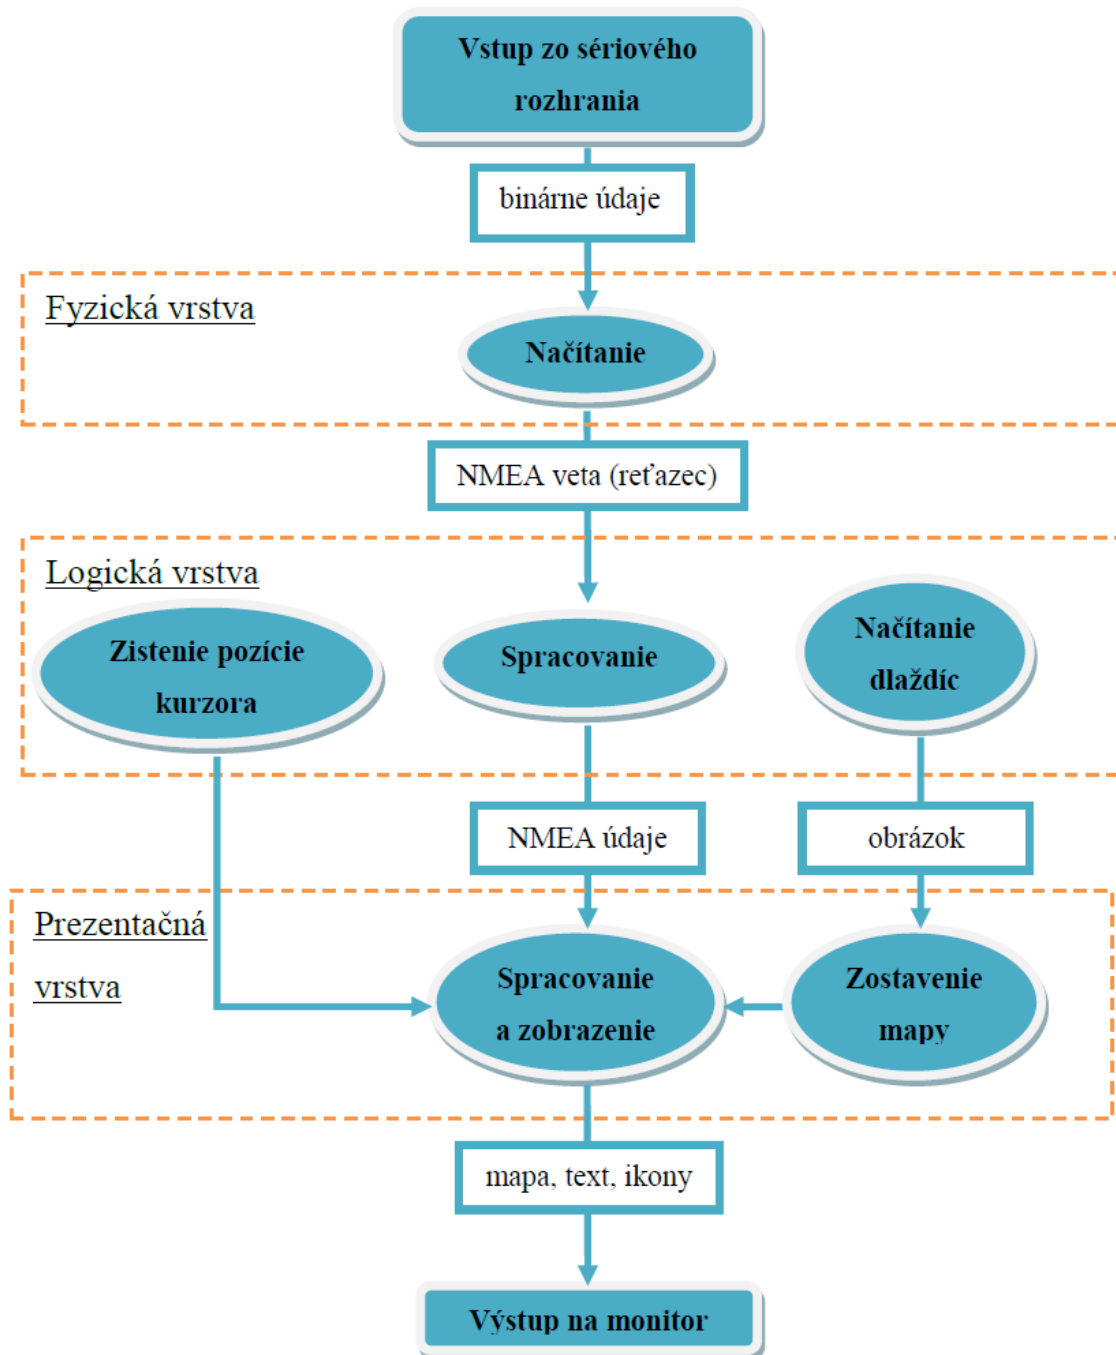 Vstup zo sériového
rozhrania
binárne údaje
Fyzická vrstva
Načítanie
NMEA veta (reťazec)
Logická vrstva
Zistenie pozície
kurzora
Spracovanie
Načítanie
dlaždíc
NMEA údaje
obrázok
Prezentačná
vrstva
Spracovanie
a zobrazenie
Zostavenie
mapy
mapa, text, ikony
Výstup na monitor